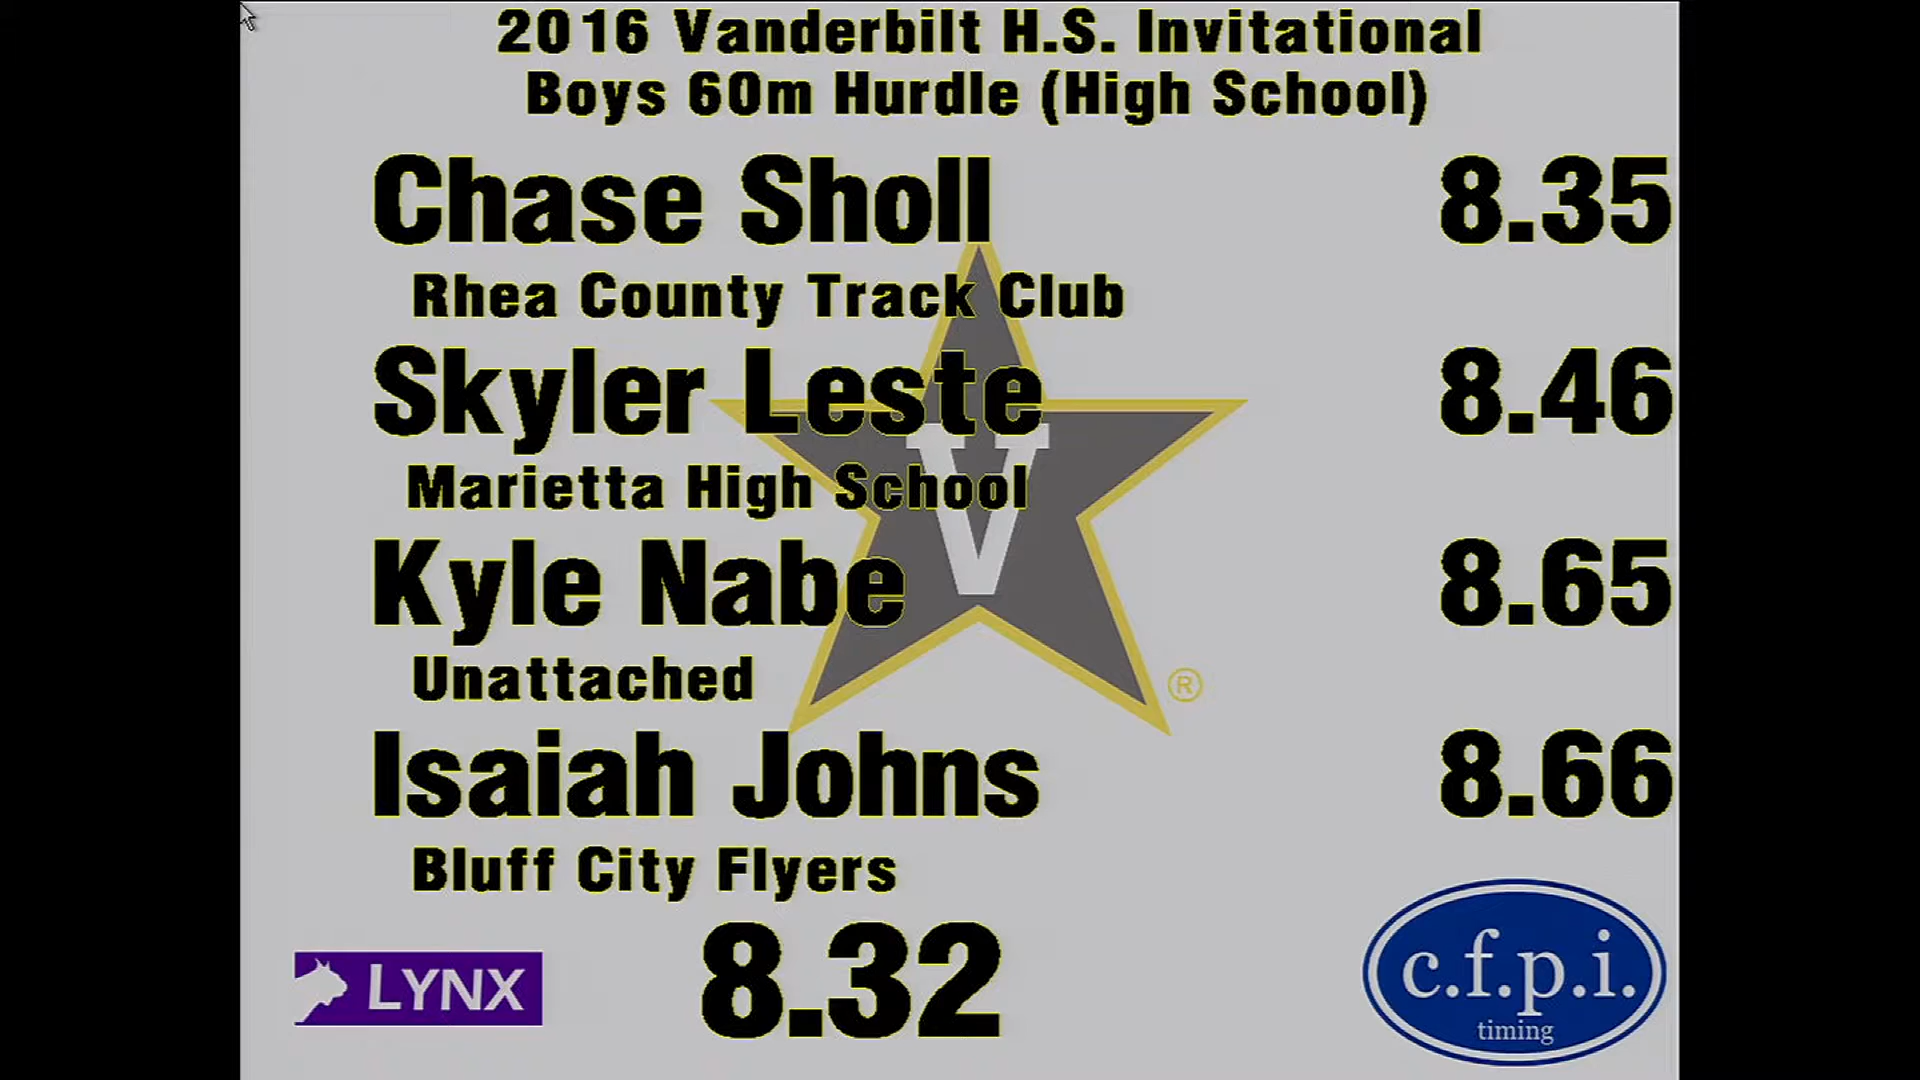 2016 Vanderbilt H.S. Invitational
Boys 60m Hurdle (High School)
Chase Sholl 8.35
Rhea County Track Club
Skyler Leste 8.46
Marietta High School
V
Kyle Nabe 8.65
Unattached
®
Isaiah Johns 8.66
Bluff City Flyers
LYNX 8.32 c.f.p.i.
timing